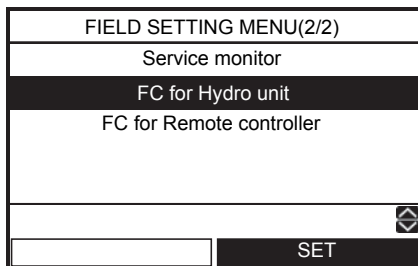 FIELD SETTING MENU(2/2)
Service monitor
FC for Hydro unit
FC for Remote controller
SET